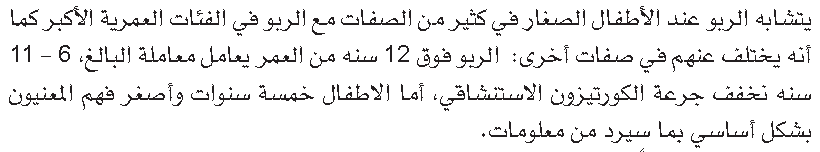 يتشابه الربو عند الأطفال الصغار في كثير من الصفات مع الربو في الفئات العمرية الأكبر كما
أنه يختلف عنهم في صفات أخرى: الربو فوق 12 سنه من العمر يعامل معاملة البالغ، 6 - 11
سنه نخفف جرعة الكورتيزون الاستنشاقي، أما الاطفال خمسة سنوات وأصغر فهم المعنيون
بشكل أساسي بما سيرد من معلومات.